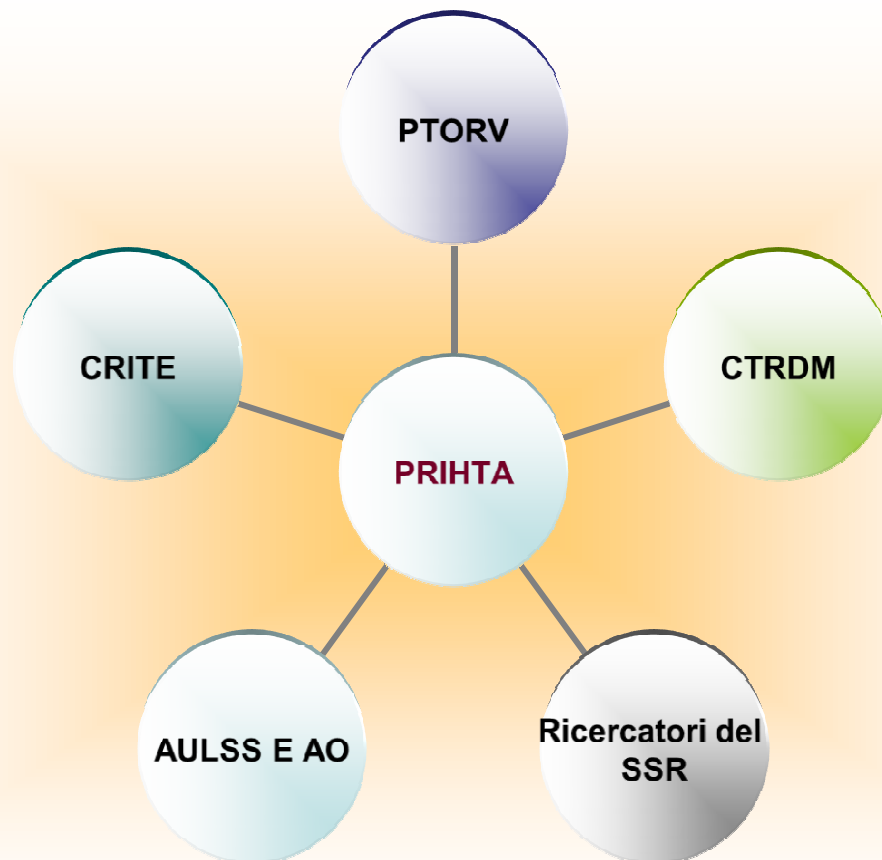 PTORV
CRITE
CTRDM
PRIHTA
AULSS E AO
Ricercatori del
SSR